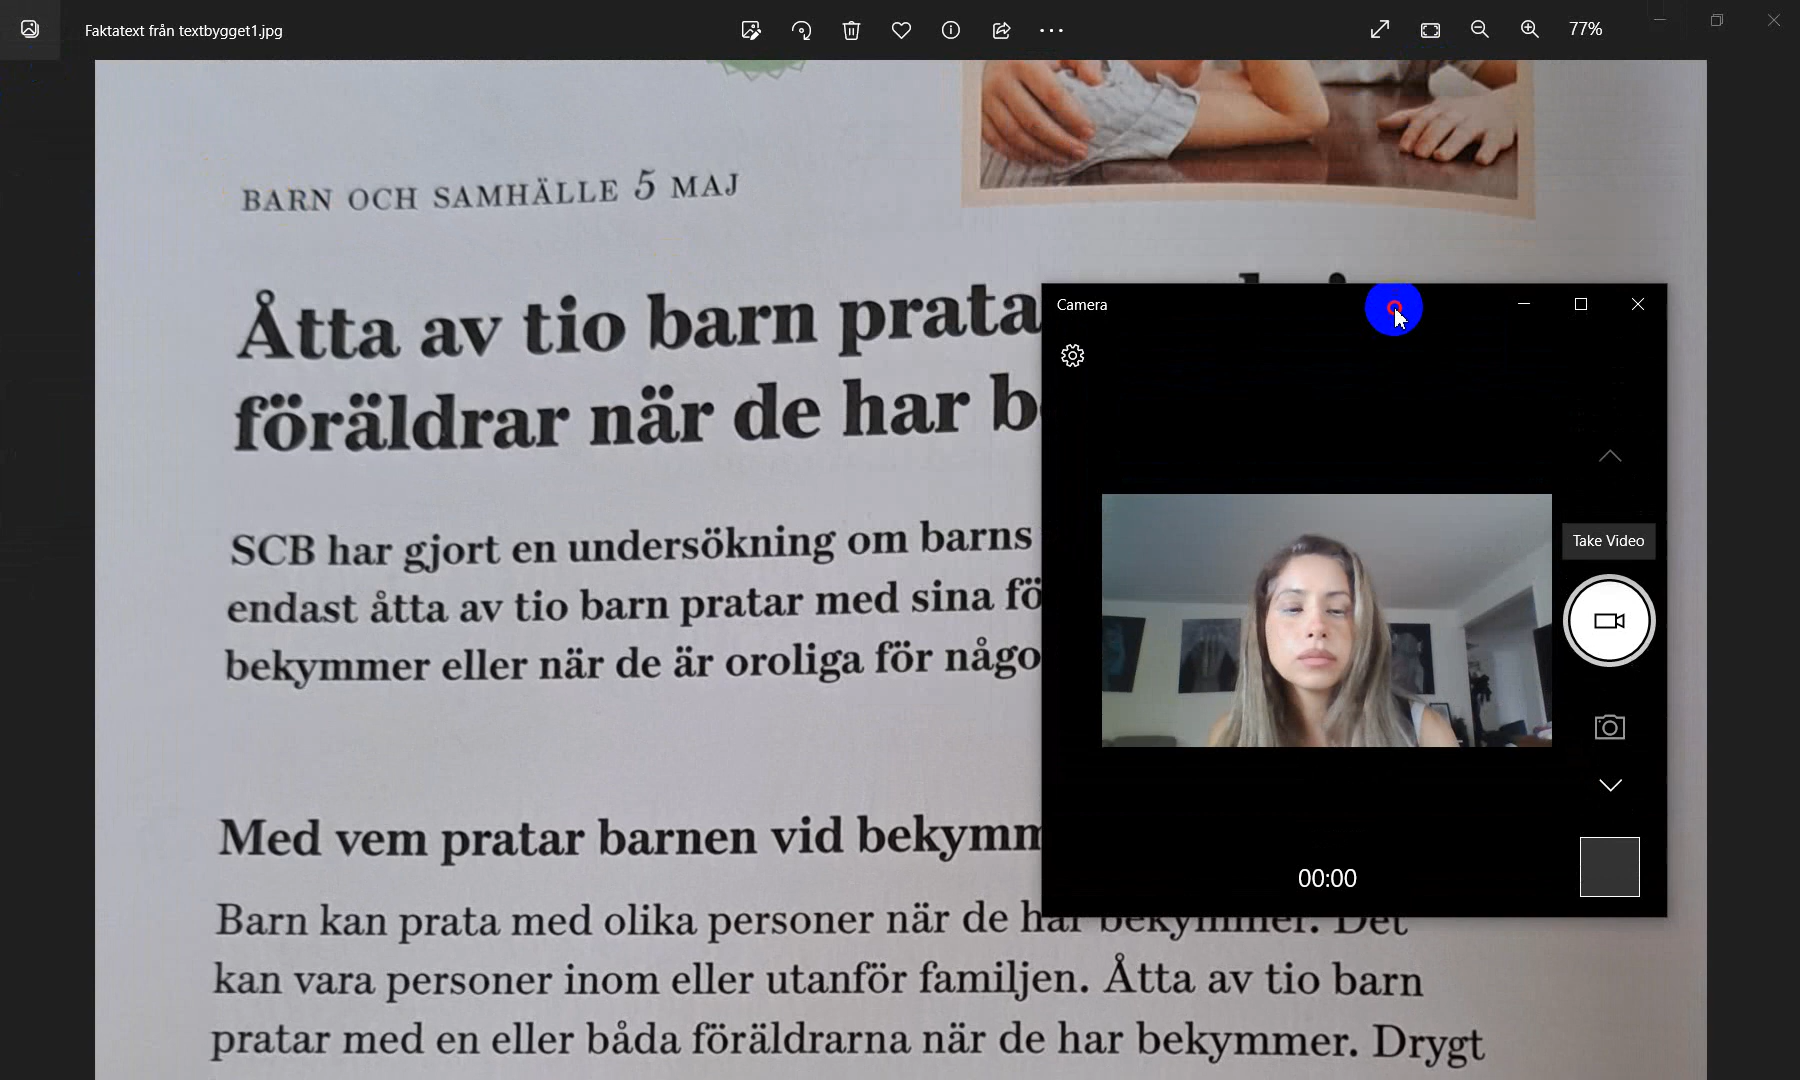 Faktatext från textbygget1.jpg
77%
BARN OCH SAMHÄLLE 5 MAJ
Åtta av tio barn prata
föräldrar när de har
SCB har gjort en undersökning om barns
endast åtta av tio barn pratar med sina
bekymmer eller när de är oroliga för någo
Med vem pratar barnen vid
Barn kan prata med olika personer när de har bekymmer. Det
kan vara personer inom eller utanför familjen. Åtta av tio barn
pratar med en eller båda föräldrarna när de har bekymmer. Drygt
Camera
Take Video
00:00